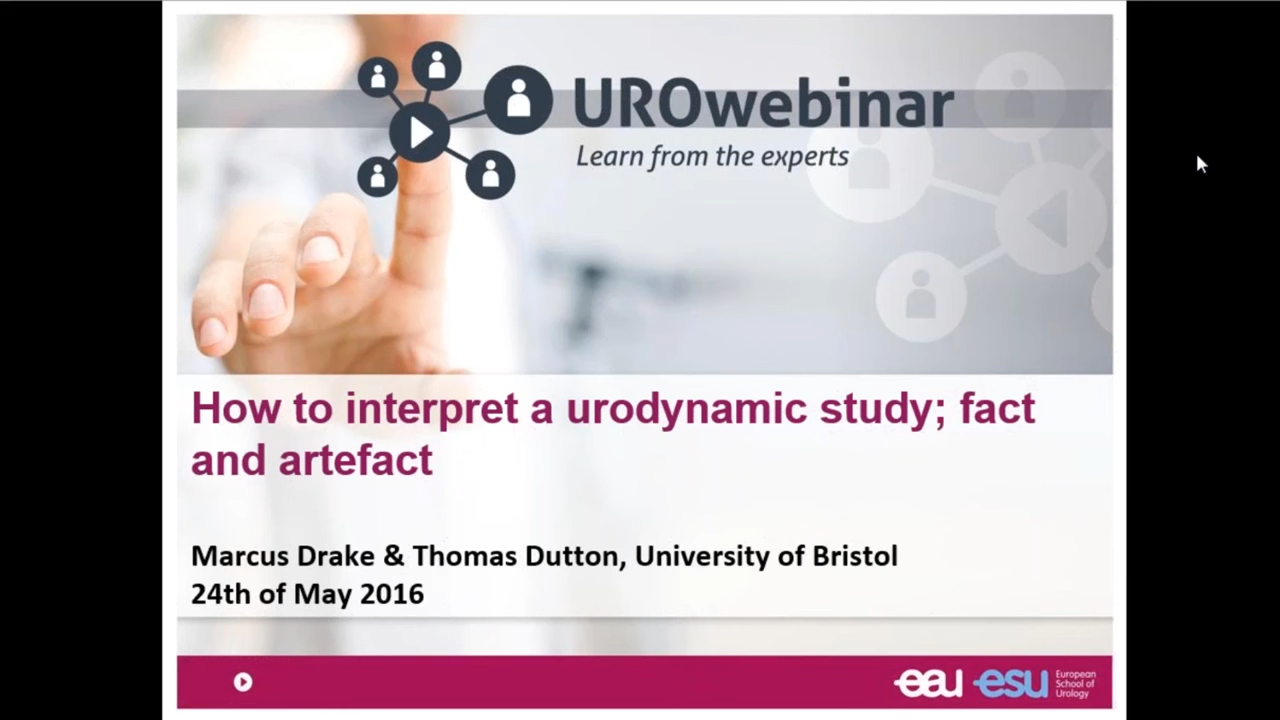 UROwebinar
Learn from the experts
How to interpret a urodynamic study; fact
and artefact
Marcus Drake & Thomas Dutton, University of Bristol
24th of May 2016
eau esu European
School of
Urology